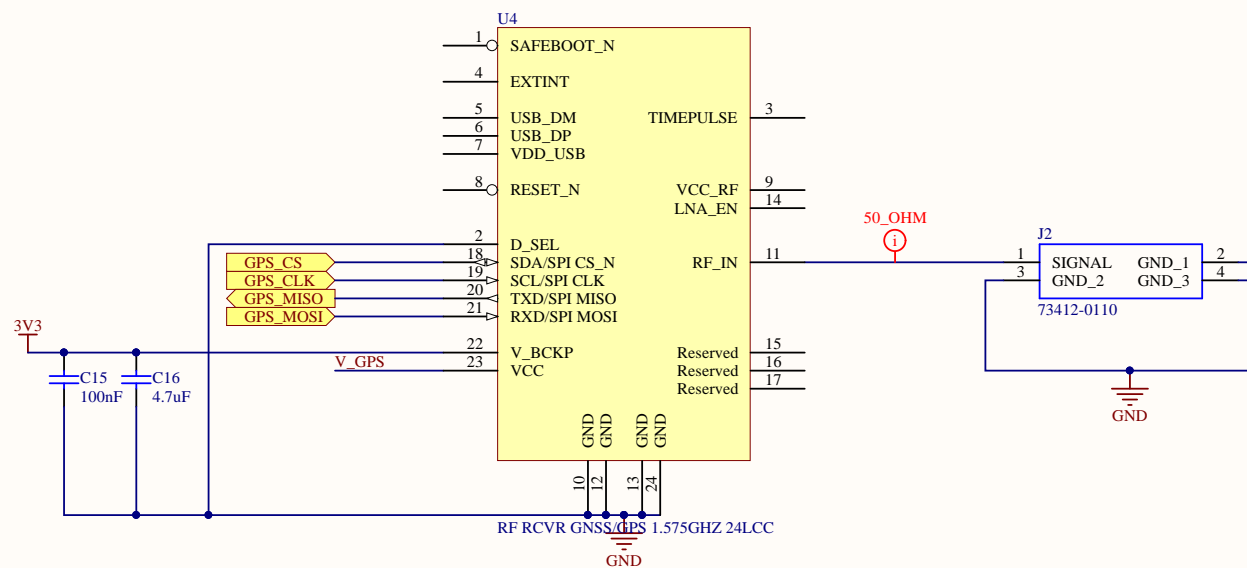 U4
1 SAFEBOOT_N
4 EXTINT
5 USB_DM
6 USB_DP
7 VDD_USB
8 RESET_N
2 D_SEL
GPS_CS 18 SDA/SPI CS_N
GPS_CLK 19 SCL/SPI CLK
GPS_MISO 20 TXD/SPI MISO
GPS_MOSI 21 RXD/SPI MOSI
3V3
22 V_BCKP
V_GPS 23 VCC
C15
100nF
C16
4.7uF
TIMEPULSE 3
VCC_RF 9
LNA_EN 14
RF_IN 11
Reserved 15
Reserved 16
Reserved 17
GND
GND
GND
GND
10
12
13
24
RF RCVR GNSS/GPS 1.575GHZ 24LCC
GND
50_OHM
i
J2
1 SIGNAL GND_1 2
3 GND_2 GND_3 4
73412-0110
GND